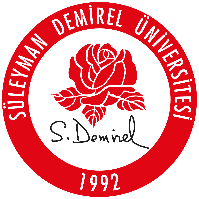 SÜLEYMAN DEMİREL ÜNİVERSİTESİ
S. Demirel
1992